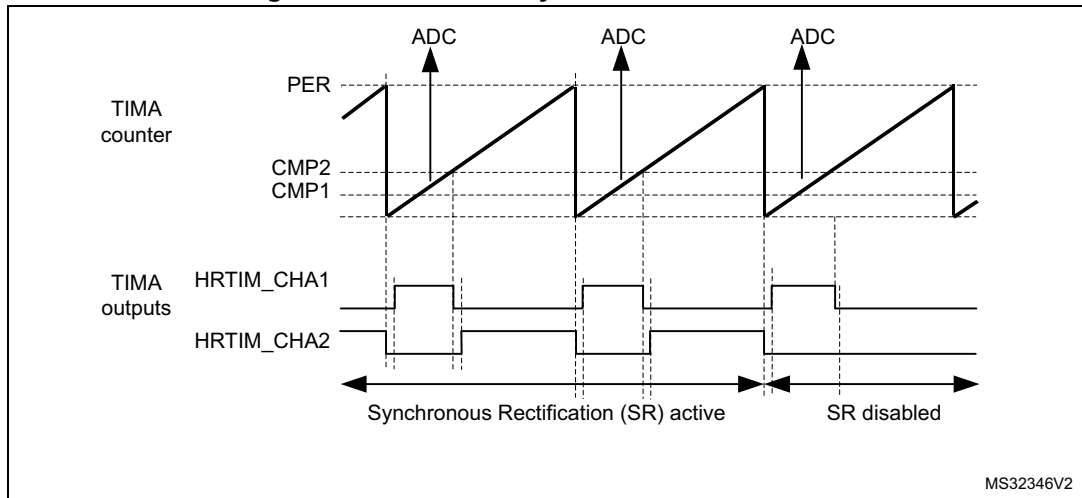 ADC ADC ADC
PER
TIMA
counter
CMP2
CMP1
TIMA
outputs
HRTIM_CHA1
HRTIM_CHA2
Synchronous Rectification (SR) active SR disabled
MS32346V2